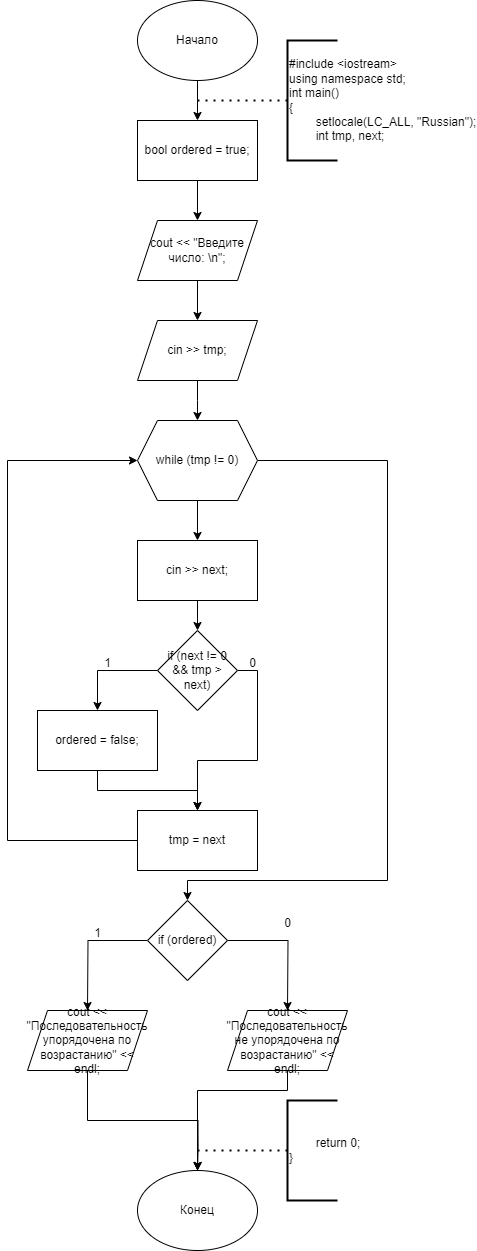 Начало
#include <iostream>
using namespace std;
int main()
{
setlocale(LC_ALL, "Russian");
int tmp, next;
bool ordered = true;
cout << "Введите
число: \n";
cin >> tmp;
while (tmp != 0)
cin >> next;
if (next != 0
&& tmp >
next)
1
0
ordered = false;
tmp = next
if (ordered)
1
0
cout <<
"Последовательность
упорядочена по
возрастанию" <<
endl;
cout <<
"Последовательность
не упорядочена по
возрастанию" <<
endl;
return 0;
}
Конец